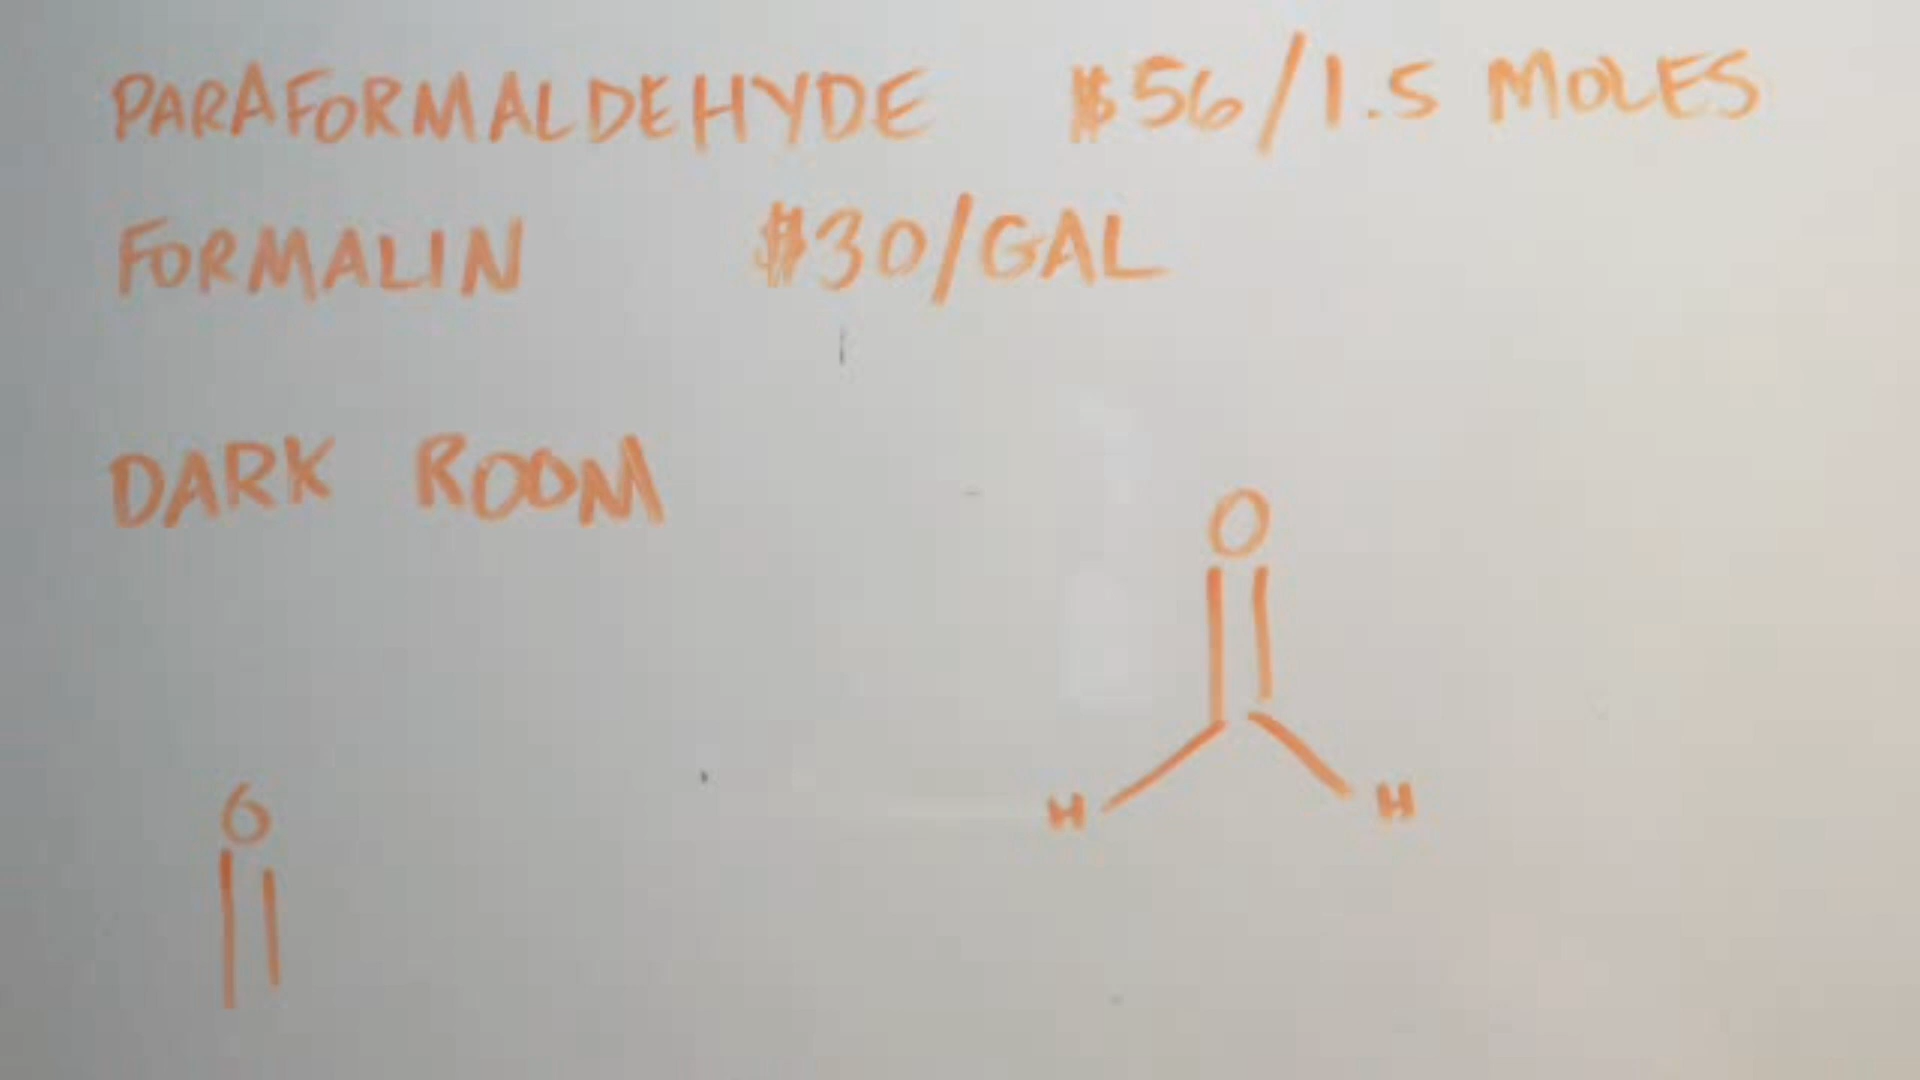 PARAFORMALDEHYDE $56/1.5 MOLES
FORMALIN $30/GAL
DARK ROOM
O
H H
O